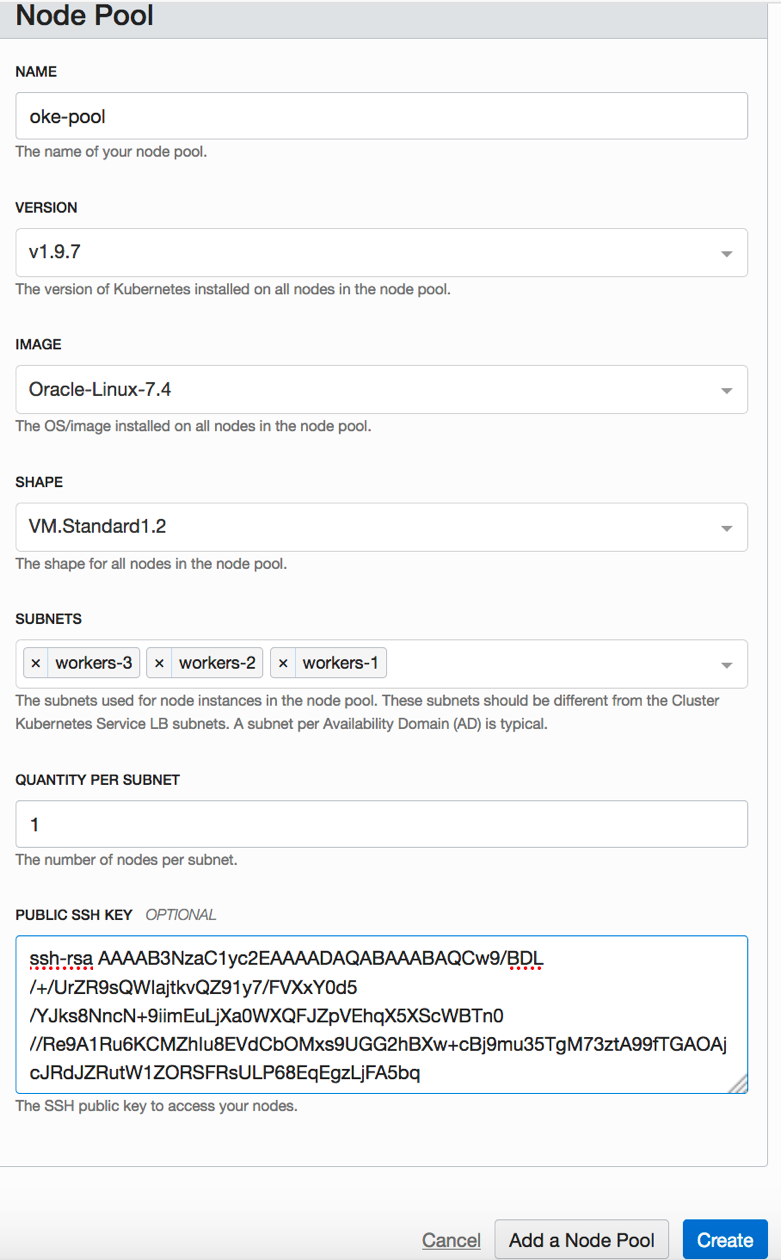 Node Pool
NAME
oke-pool
The name of your node pool.
VERSION
v1.9.7
The version of Kubernetes installed on all nodes in the node pool.
IMAGE
Oracle-Linux-7.4
The OS/image installed on all nodes in the node pool.
SHAPE
VM.Standard1.2
The shape for all nodes in the node pool.
SUBNETS
× workers-3 × workers-2 × workers-1
The subnets used for node instances in the node pool. These subnets should be different from the Cluster
Kubernetes Service LB subnets. A subnet per Availability Domain (AD) is typical.
QUANTITY PER SUBNET
1
The number of nodes per subnet.
PUBLIC SSH KEY OPTIONAL
ssh-rsa AAAAB3NzaC1yc2EAAAADAQABAAABAQCw9/BDL
/+/UrZR9sQWIajtkvQZ91y7/FVXxY0d5
/YJks8NncN+9iimEuLjXa0WXQFJZpVEhqX5XScWBTn0
//Re9A1Ru6KCMZhIu8EVdCbOMxs9UGG2hBXw+cBj9mu35TgM73ztA99fTGAOAj
cJRdJZRutW1ZORSFRsULP68EqEgzLjFA5bq
The SSH public key to access your nodes.
Cancel Add a Node Pool Create